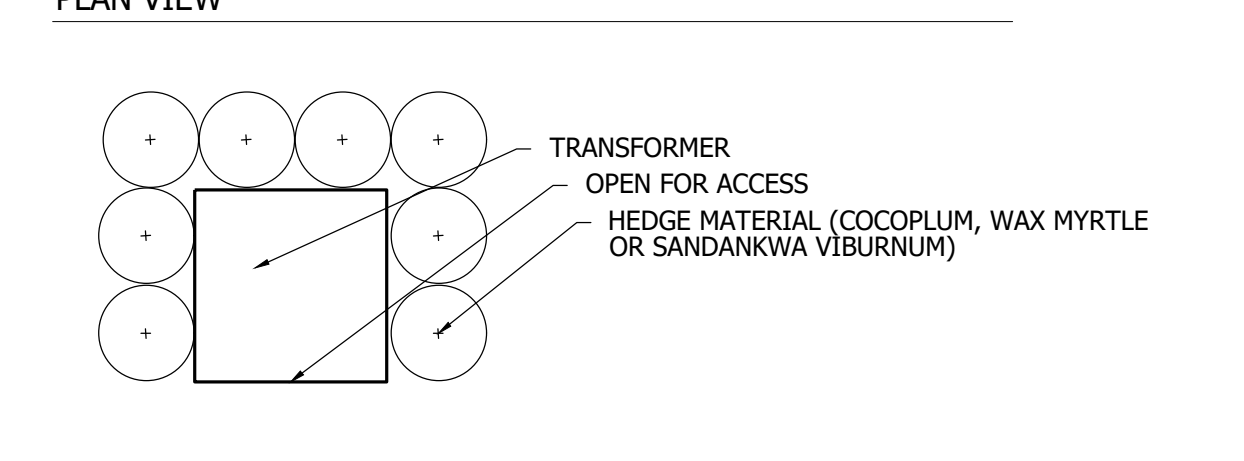 PLAN VIEW
TRANSFORMER
OPEN FOR ACCESS
HEDGE MATERIAL (COCOPLUM, WAX MYRTLE
OR SANDANKWA VIBURNUM)